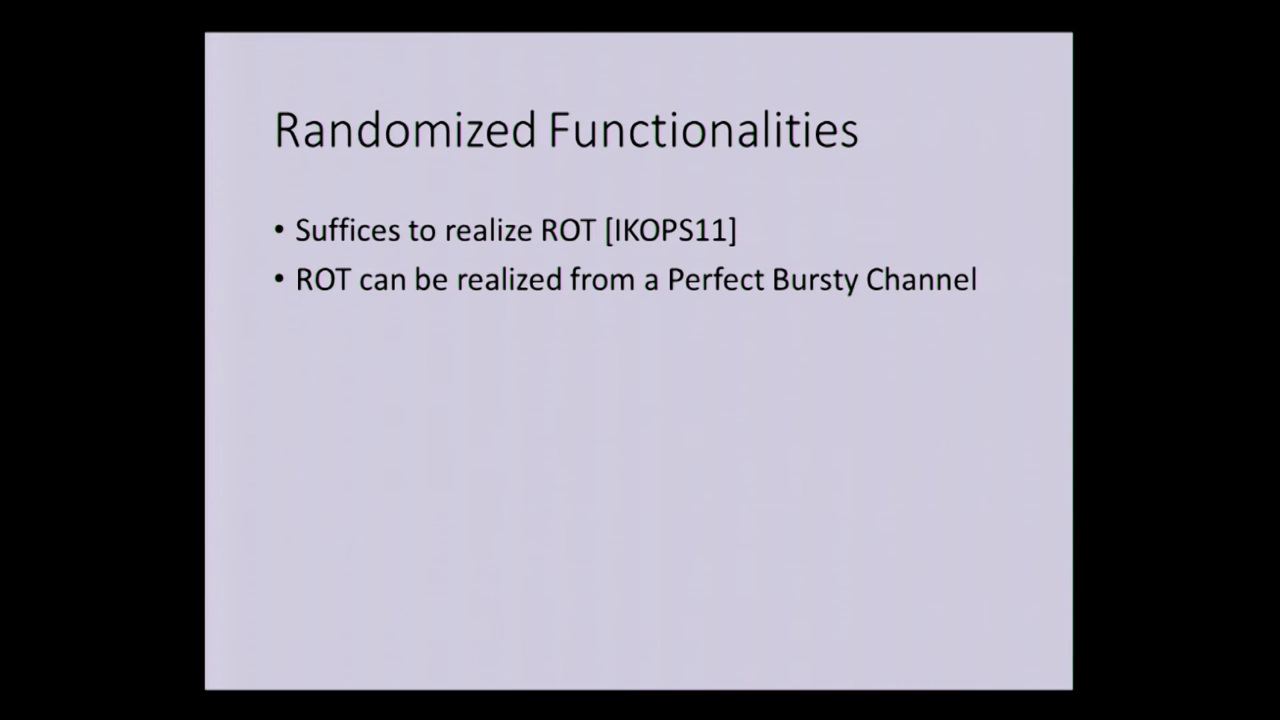 Randomized Functionalities
• Suffices to realize ROT [IKOPS11]
• ROT can be realized from a Perfect Bursty Channel